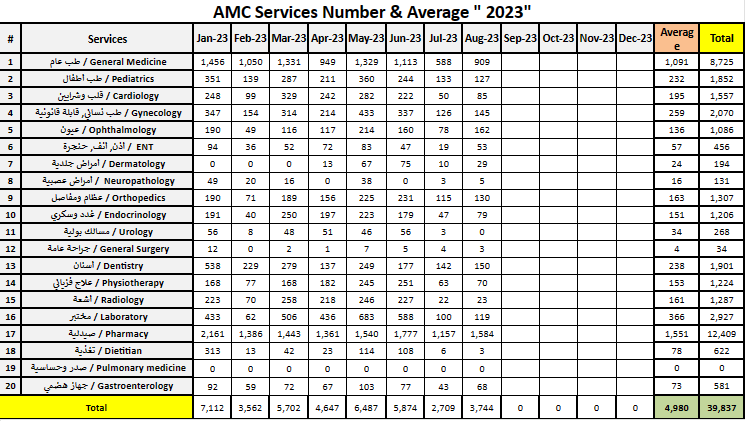 AMC Services Number & Average " 2023"
# Services Jan-23 Feb-23 Mar-23 Apr-23 May-23 Jun-23 Jul-23 Aug-23 Sep-23 Oct-23 Nov-23 Dec-23 Average Total
1 طب عام / General Medicine 1,456 1,050 1,331 949 1,329 1,113 588 909 1,091 8,725
2 طب اطفال / Pediatrics 351 139 287 211 360 244 133 127 232 1,852
3 قلب وشرايين / Cardiology 248 99 329 242 282 222 50 85 195 1,557
4 طب نسائي, قابلة قانونية / Gynecology 347 154 314 214 433 337 126 145 259 2,070
5 عيون / Ophthalmology 190 49 116 117 214 160 78 162 136 1,086
6 اذن, أنف, حنجرة / ENT 94 36 52 72 83 47 19 53 57 456
7 أمراض جلدية / Dermatology 0 0 0 13 67 75 10 29 24 194
8 أمراض عصبية / Neuropathology 49 20 16 0 38 0 3 5 16 131
9 عظام ومفاصل / Orthopedics 190 71 189 156 225 231 115 130 163 1,307
10 غدد وسكري / Endocrinology 191 40 250 197 223 179 47 79 151 1,206
11 مسالك بولية / Urology 56 8 48 51 46 56 3 0 34 268
12 جراحة عامة / General Surgery 12 0 2 1 7 5 4 3 4 34
13 أسنان / Dentistry 538 229 279 137 249 177 142 150 238 1,901
14 علاج فزيائي / Physiotherapy 168 77 168 182 245 251 63 70 153 1,224
15 أشعة / Radiology 223 70 258 218 246 227 22 23 161 1,287
16 مختبر / Laboratory 433 62 506 436 683 588 100 119 366 2,927
17 صيدلية / Pharmacy 2,161 1,386 1,443 1,361 1,540 1,777 1,157 1,584 1,551 12,409
18 تغذية / Dietitian 313 13 42 23 114 108 6 3 78 622
19 صدر وحساسية / Pulmonary medicine 0 0 0 0 0 0 0 0 0 0
20 جهاز هضمي / Gastroenterology 92 59 72 67 103 77 43 68 73 581
Total 7,112 3,562 5,702 4,647 6,487 5,874 2,709 3,744 0 0 0 0 4,980 39,837